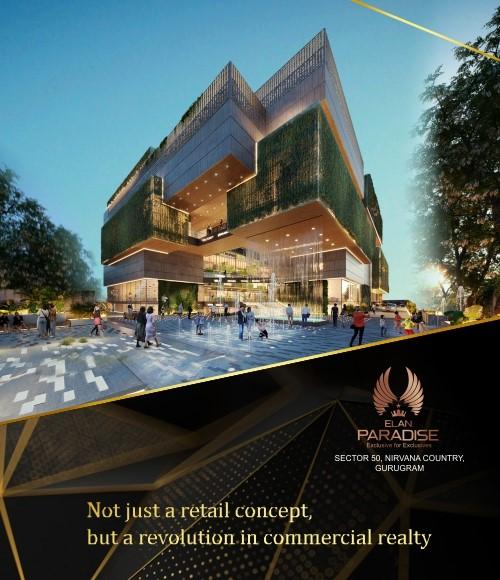 ELAN
PARADISE
Exclusive for Exclusives
SECTOR 50, NIRVANA COUNTRY,
GURUGRAM
Not just a retail concept,
but a revolution in commercial realty